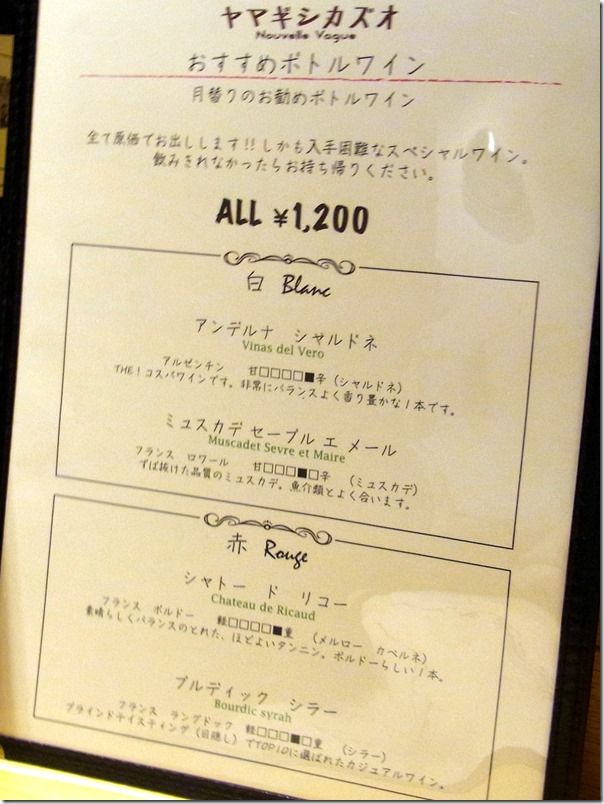 ヤマギシカズオ
Nouvelle Vague
おすすめボトルワイン
月替りのお勧めボトルワイン
全て原価でお出しします!!しかも入手困難なスペシャルワイン。
飲みきれなかったらお持ち帰りください。
ALL ¥1,200
白 Blanc
アンデルナ シャルドネ
Vinas del Vero
アルゼンチン 甘□□□□■辛 (シャルドネ)
THE!コスパワインです。非常にバランスよく香り豊かな1本です。
ミュスカデ セーブル エ メール
Muscadet Sevre et Maire
フランス ロワール 甘□□□■□辛 (ミュスカデ)
ずば抜けた品質のミュスカデ。魚介類とよく合います。
赤 Rouge
シャトー ド リコー
Chateau de Ricaud
フランス ボルドー 軽□□□□■重 (メルロー カベルネ)
素晴らしくバランスのとれた、ほどよいタンニン。ボルドーらしい1本。
ブルディック シラー
Bourdic syrah
フランス ラングドック 軽□□□■□重 (シラー)
ブラインドテイスティング(目隠し)でTOP10に選ばれたカジュアルワイン。